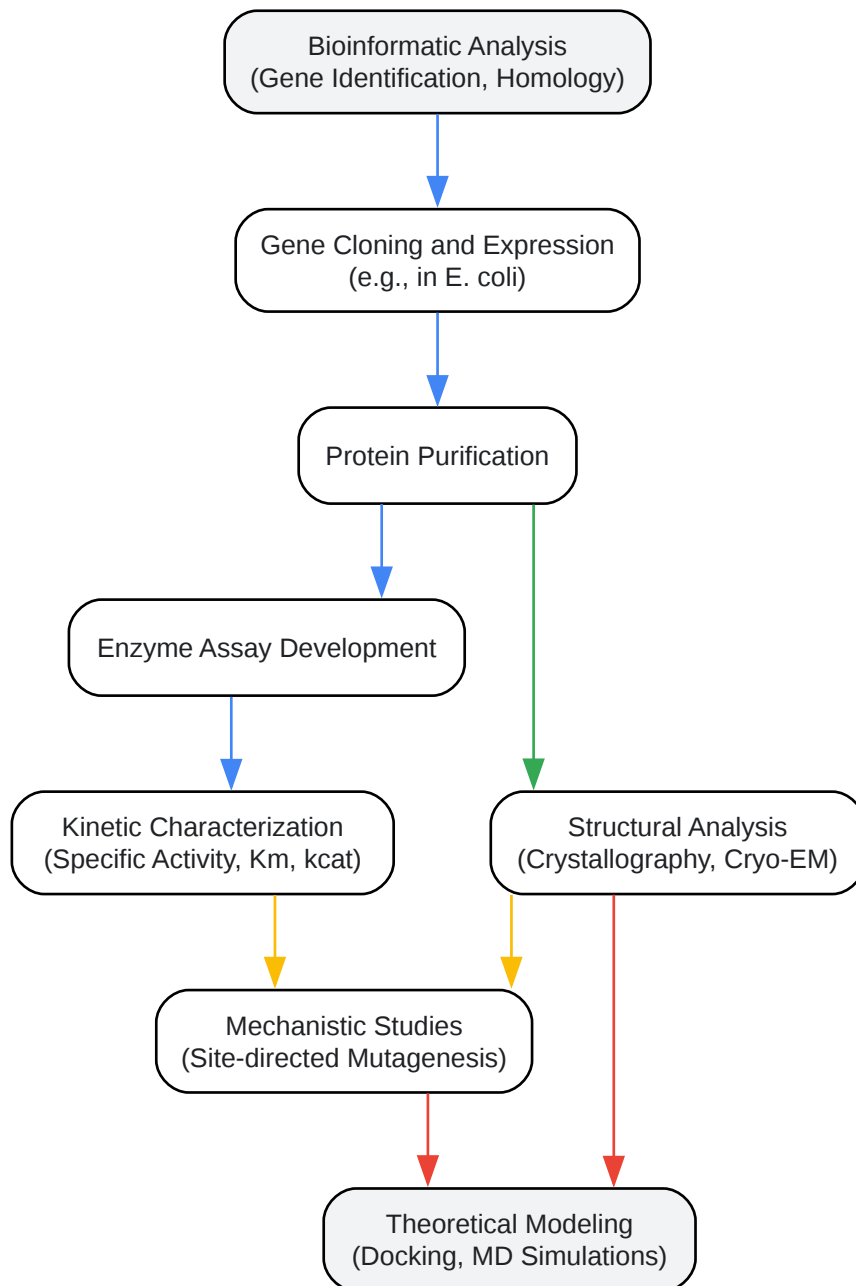 Bioinformatic Analysis
(Gene Identification, Homology)
Gene Cloning and Expression
(e.g., in E. coli)
Protein Purification
Enzyme Assay Development
Kinetic Characterization
(Specific Activity, Km, kcat)
Structural Analysis
(Crystallography, Cryo-EM)
Mechanistic Studies
(Site-directed Mutagenesis)
Theoretical Modeling
(Docking, MD Simulations)